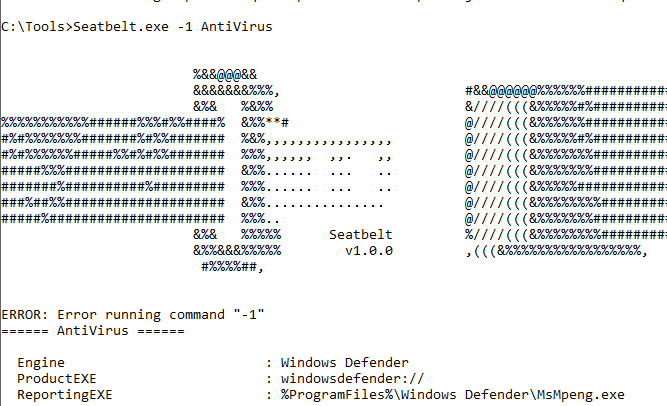 C:\Tools>Seatbelt.exe -1 AntiVirus
                        %&&@@@&&
                        &&&&&&&%%%,                       #&&@@@@@@%%%%%%###########
                        &%&   %&%%                        &////(((&%%%%%#%##########
%%%%%%%%%%%######%%%#%%####%  &%%**#                      @////(((&%%%%%%###########
#%#%%%%%%%#######%#%%#######  %&%,,,,,,,,,,,,,,,,         @////(((&%%%%%#%##########
#%#%%%%%%#####%%#%#%%#######  %%%,,,,,,  ,,.   ,,         @////(((&%%%%%%%##########
#####%%%####################  &%%......  ...   ..         @////(((&%%%%%%%##########
#######%##########%#########  %%%......  ...   ..         @////(((&%%%%%%###########
###%##%%####################  &%%...............          @////(((&%%%%%%%%#########
#####%######################  %%%..                       @////(((&%%%%%%%##########
                        &%&   %%%%%      Seatbelt         %////(((&%%%%%%%%#########
                        &%%&&&%%%%%        v1.0.0         ,(((&%%%%%%%%%%%%%%%%%,
                         #%%%%##,
ERROR: Error running command "-1"
====== AntiVirus ======
  Engine                         : Windows Defender
  ProductEXE                     : windowsdefender://
  ReportingEXE                   : %ProgramFiles%\Windows Defender\MsMpeng.exe